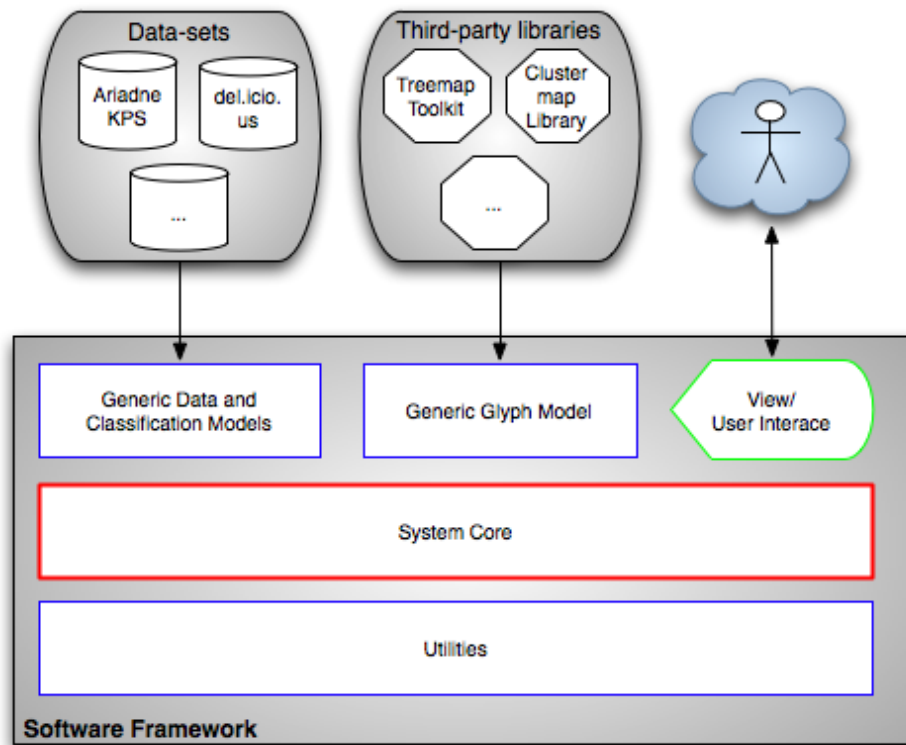 Data-sets
Ariadne
KPS
del.icio.
us
...
Third-party libraries
Treemap
Toolkit
Cluster
map
Library
...
Generic Data and
Classification Models
Generic Glyph Model
View/
User Interace
System Core
Utilities
Software Framework